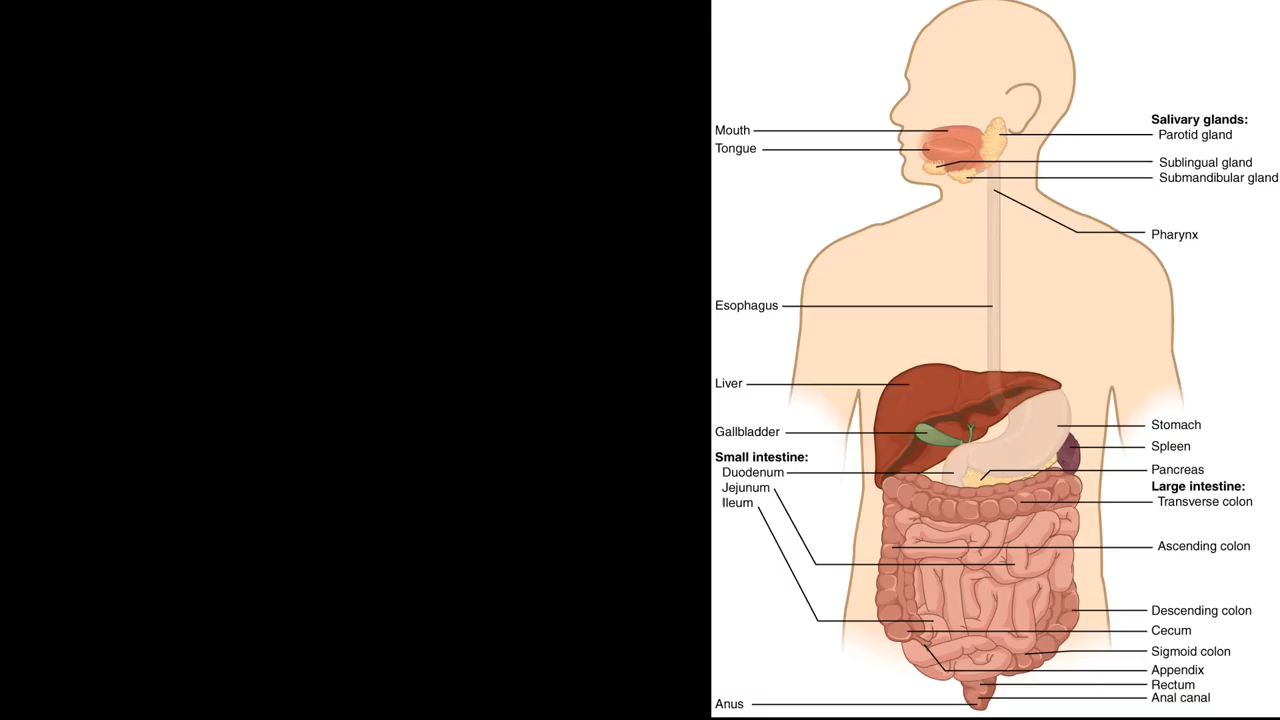 Mouth
Tongue
Esophagus
Liver
Gallbladder
Small intestine:
Duodenum
Jejunum
Ileum
Anus
Salivary glands:
Parotid gland
Sublingual gland
Submandibular gland
Pharynx
Stomach
Spleen
Pancreas
Large intestine:
Transverse colon
Ascending colon
Descending colon
Cecum
Sigmoid colon
Appendix
Rectum
Anal canal